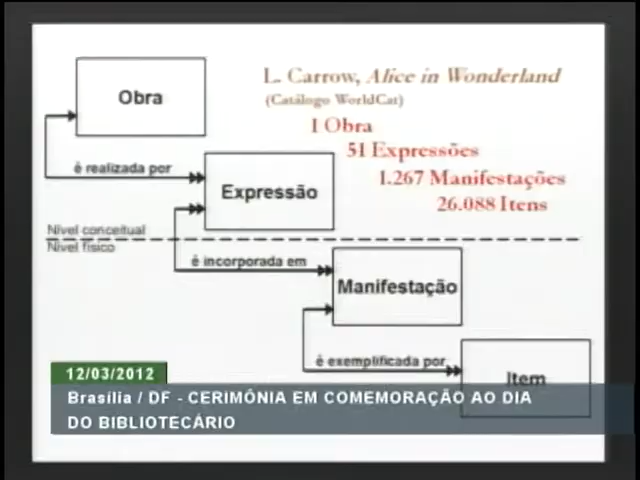 Obra
L. Carrow, Alice in Wonderland
(Catálogo WorldCat)
1 Obra
51 Expressões
1.267 Manifestações
26.088 Itens
é realizada por
Expressão
Nível conceitual
Nível físico
é incorporada em
Manifestação
é exemplificada por
Item
12/03/2012
Brasília / DF - CERIMÔNIA EM COMEMORAÇÃO AO DIA
DO BIBLIOTECÁRIO